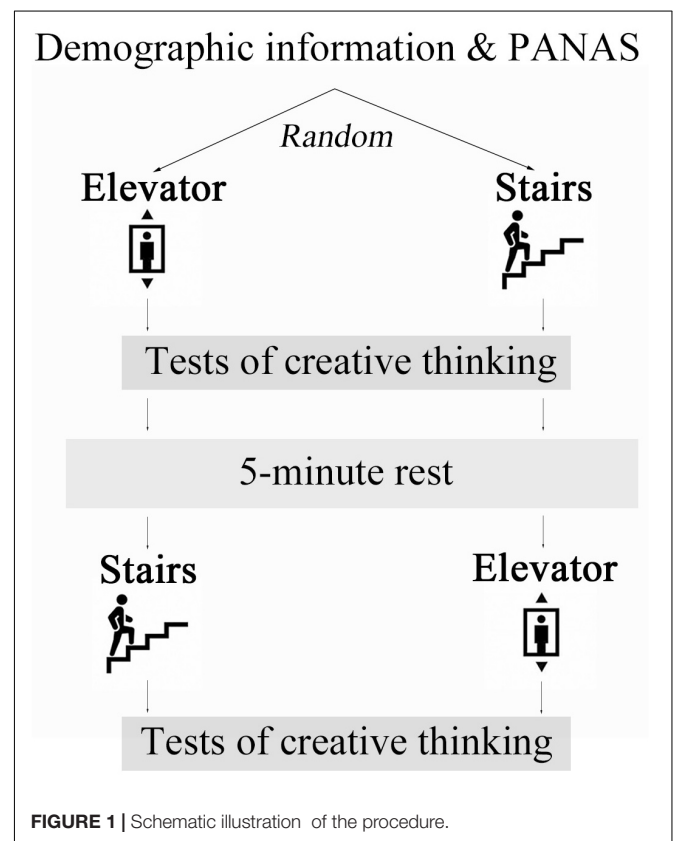 Demographic information & PANAS
Random
Elevator Stairs
Tests of creative thinking
5-minute rest
Stairs Elevator
Tests of creative thinking
FIGURE 1 | Schematic illustration of the procedure.